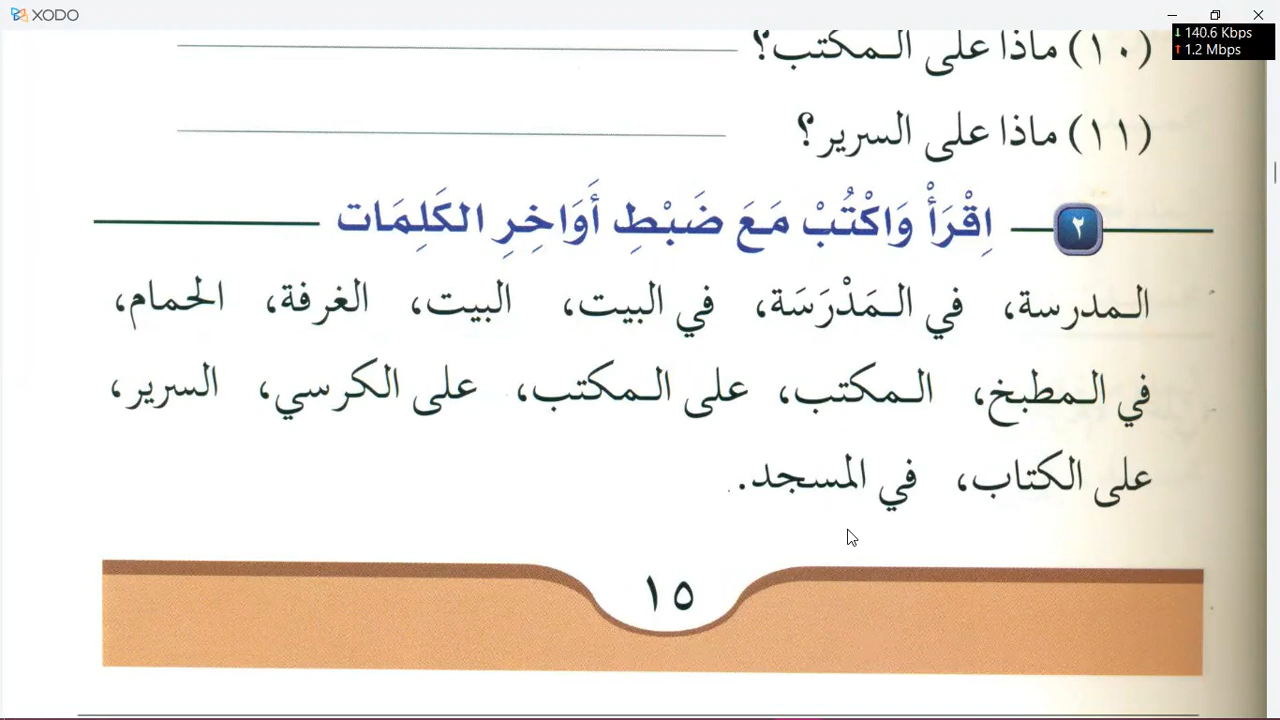 XODO
↓ 140.6 Kbps
↑ 1.2 Mbps
(١٠) ماذا على المكتب؟
(١١) ماذا على السرير؟
٢ اِقْرَأْ وَاكْتُبْ مَعَ ضَبْطِ أَوَاخِرِ الكَلِمَات
المدرسة، في المَدْرَسَة، في البيت، البيت، الغرفة، الحمام،
في المطبخ، المكتب، على المكتب، على الكرسي، السرير،
على الكتاب، في المسجد.
١٥